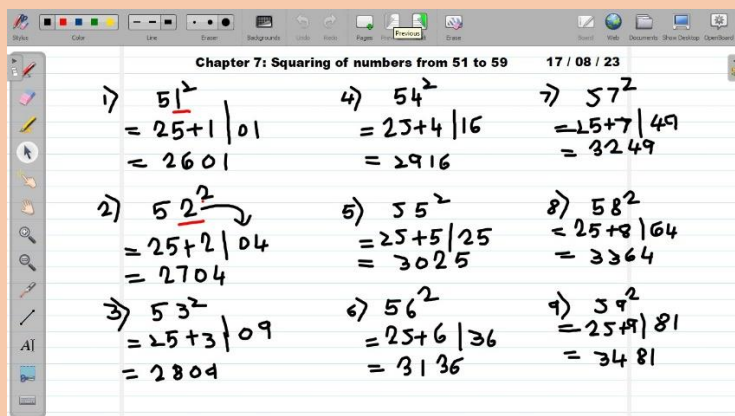 Stylus Color Line Eraser Backgrounds Undo Redo Pages Previous Erase Board Web Documents Show Desktop OpenBoard
Chapter 7: Squaring of numbers from 51 to 59 17 / 08 / 23
1) 51²
= 25+1 | 01
= 2601
2) 52²
= 25+2 | 04
= 2704
3) 53²
= 25+3 | 09
= 2809
4) 54²
= 25+4 | 16
= 2916
5) 55²
= 25+5 | 25
= 3025
6) 56²
= 25+6 | 36
= 3136
7) 57²
= 25+7 | 49
= 3249
8) 58²
= 25+8 | 64
= 3364
9) 59²
= 25+9 | 81
= 3481
AI